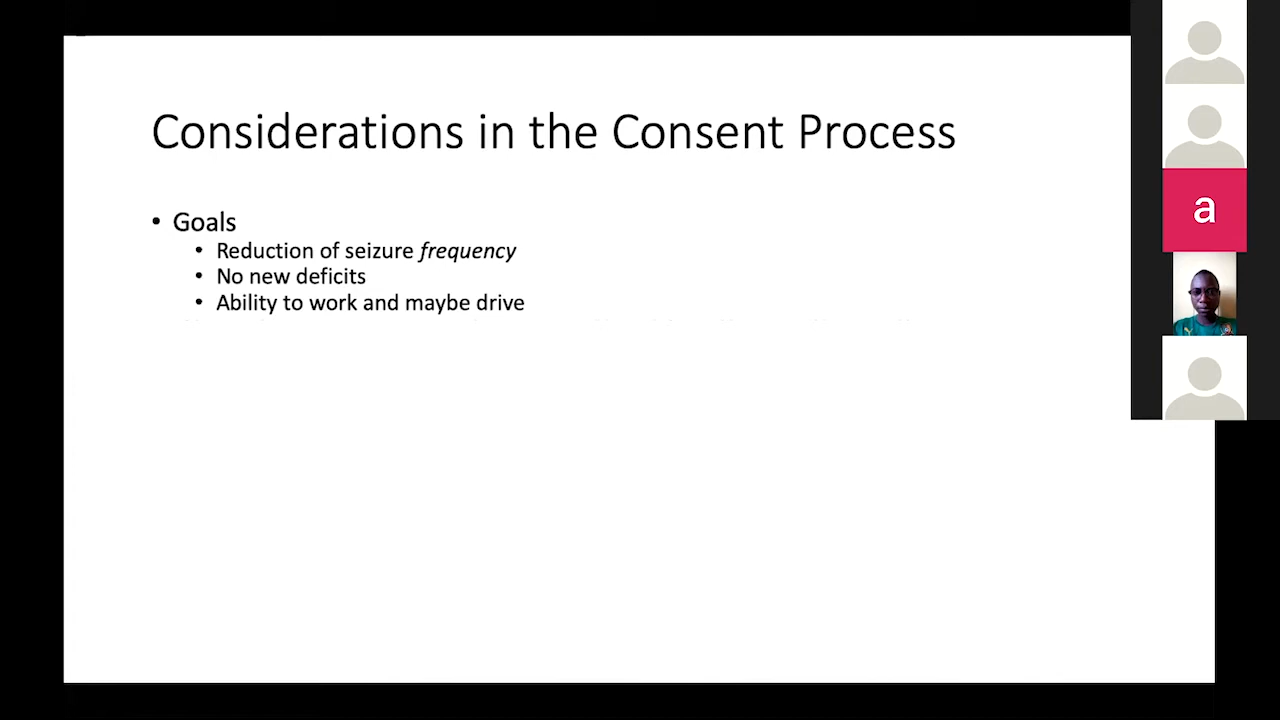 Considerations in the Consent Process
• Goals
• Reduction of seizure frequency
• No new deficits
• Ability to work and maybe drive
a